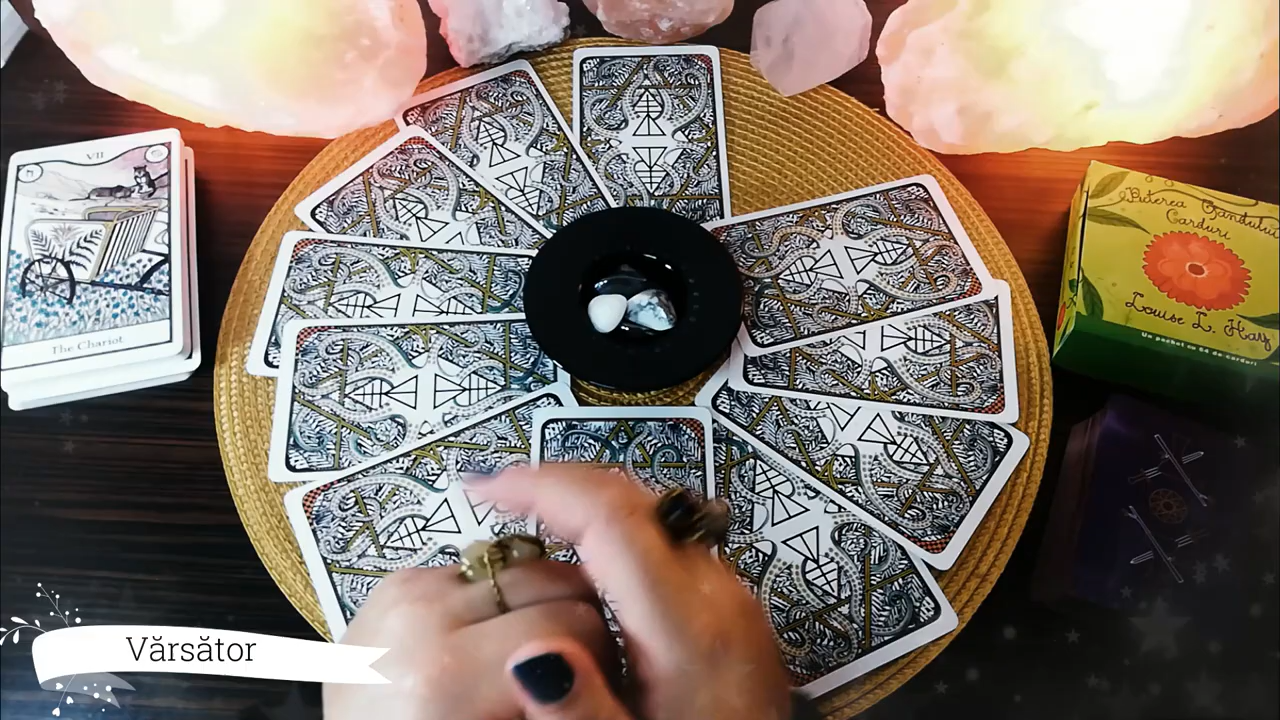 VII
The Chariot
Puterea Gândului
Carduri
Louise L. Hay
Un pachet cu 64 de carduri
Vărsător